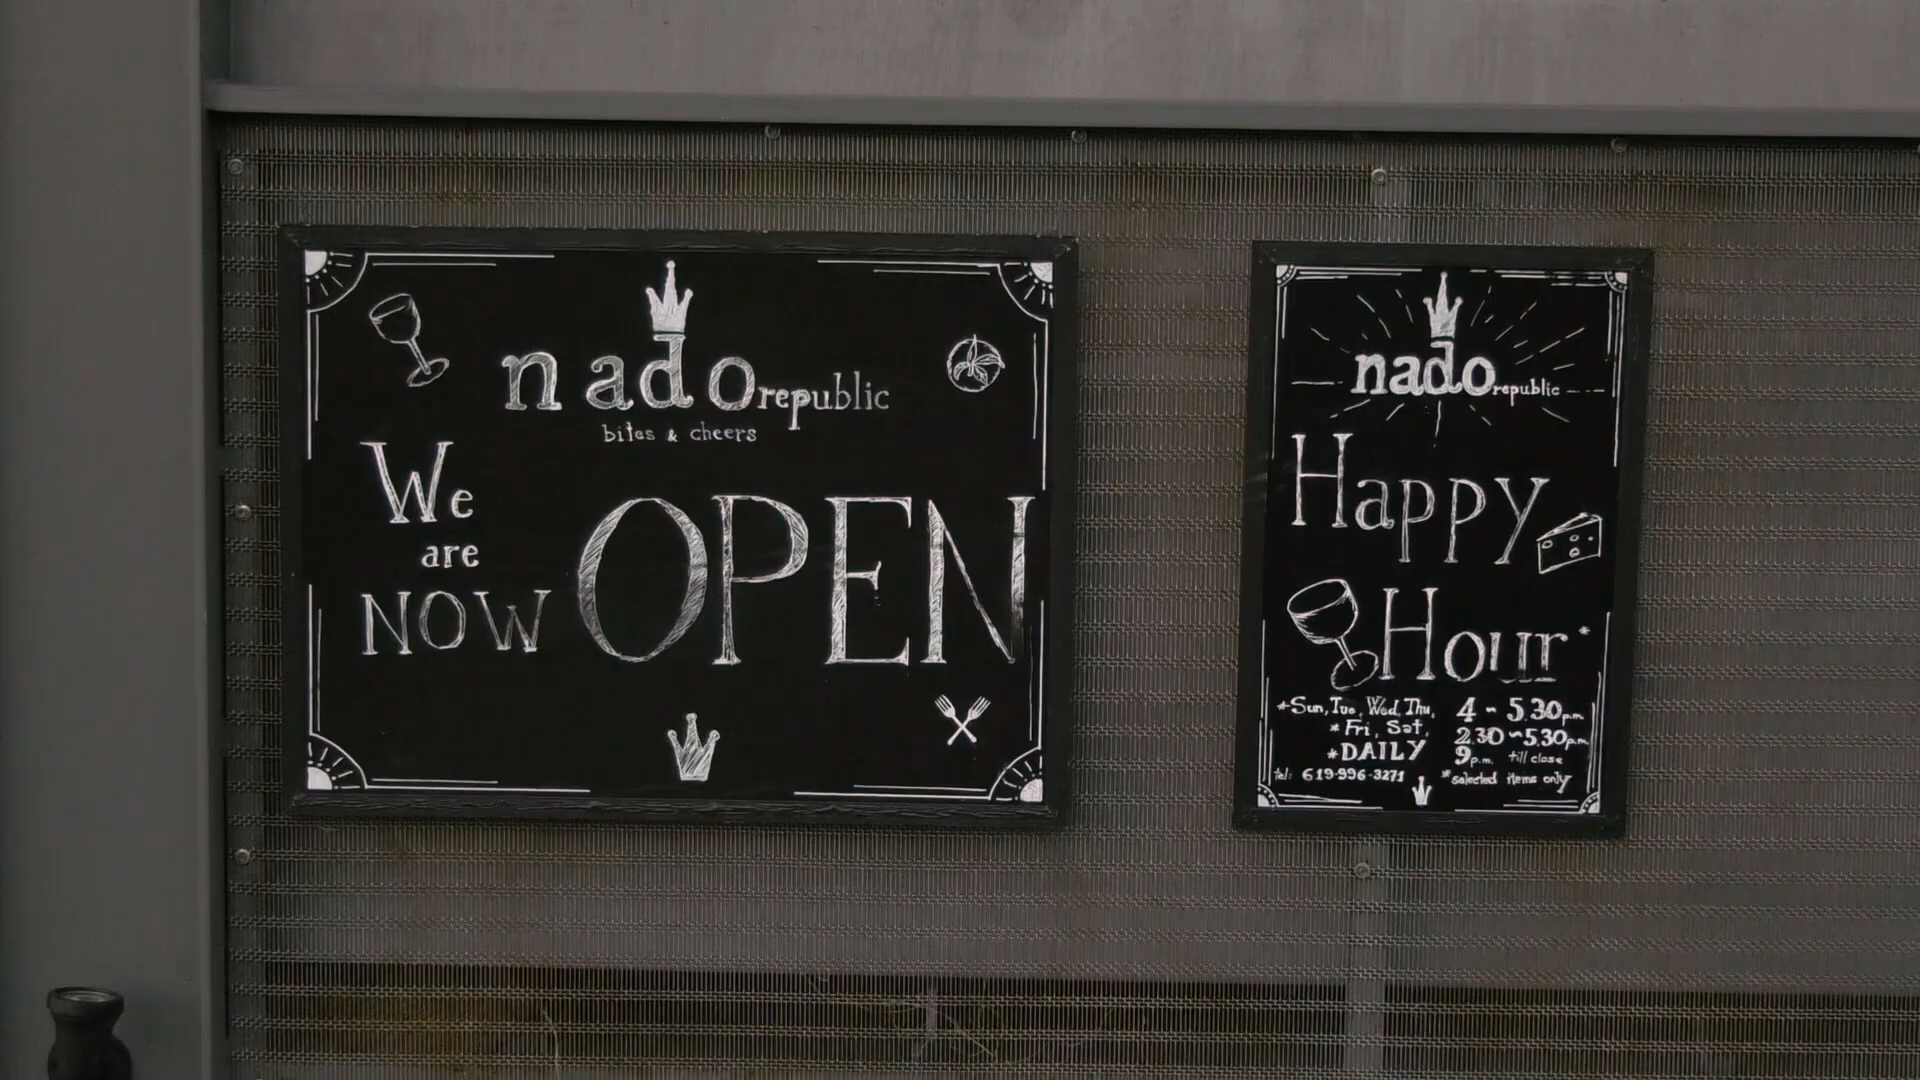 nado republic
bites & cheers
We
are
NOW OPEN
nado republic
Happy
Hour*
*Sun, Tue, Wed, Thu, 4 - 5.30 p.m
*Fri, Sat, 2.30 - 5.30 p.m
*DAILY 9 p.m. till close
tel: 619-996-3271 *selected items only